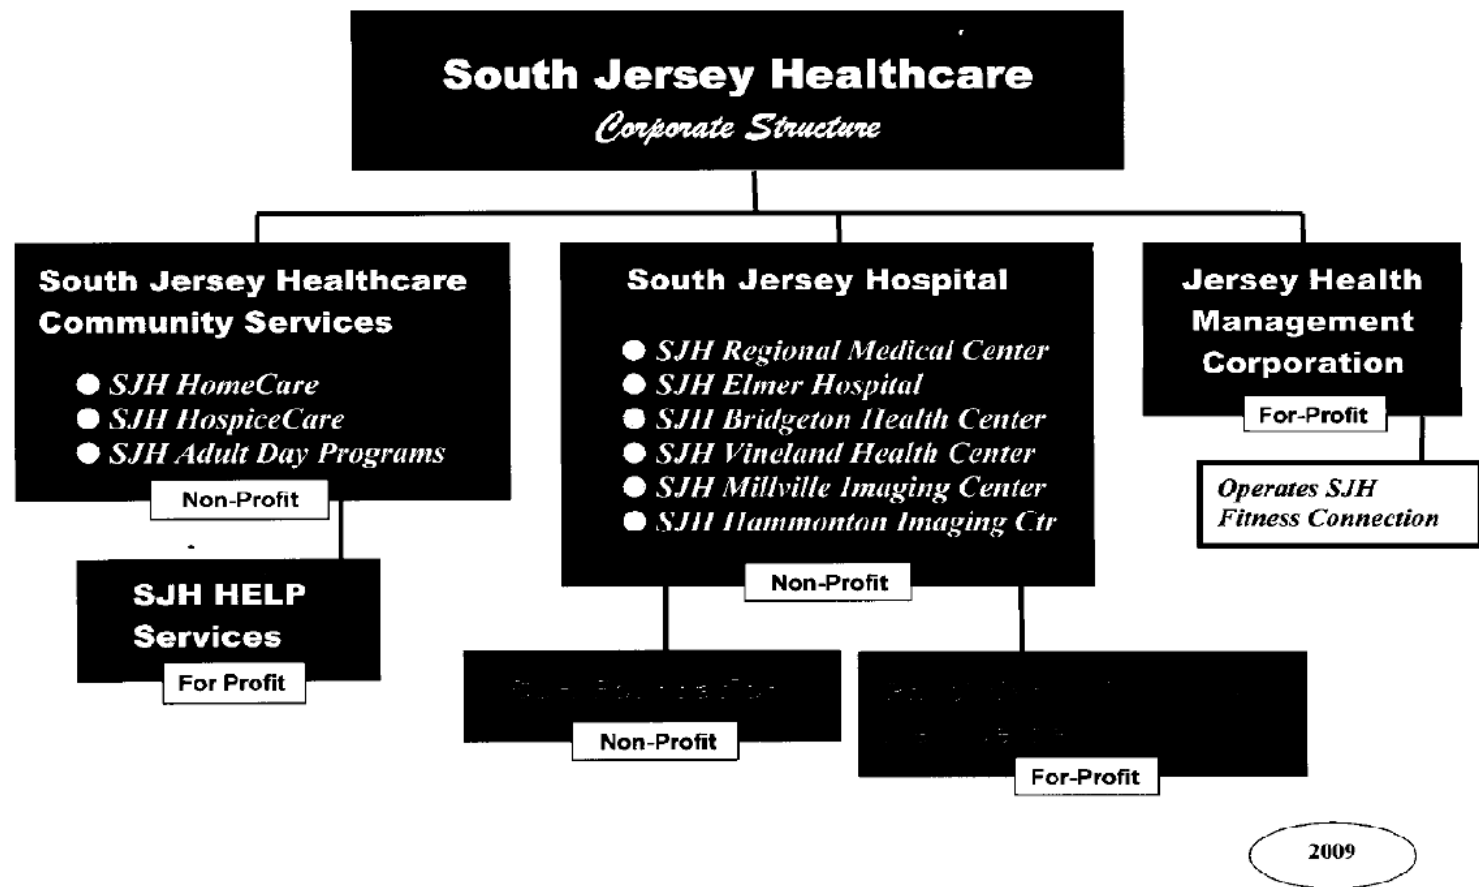 South Jersey Healthcare
Corporate Structure
South Jersey Healthcare
Community Services
● SJH HomeCare
● SJH HospiceCare
● SJH Adult Day Programs
Non-Profit
SJH HELP
Services
For Profit
South Jersey Hospital
● SJH Regional Medical Center
● SJH Elmer Hospital
● SJH Bridgeton Health Center
● SJH Vineland Health Center
● SJH Millville Imaging Center
● SJH Hammonton Imaging Ctr
Non-Profit
Non-Profit
For-Profit
Jersey Health
Management
Corporation
For-Profit
Operates SJH
Fitness Connection
2009